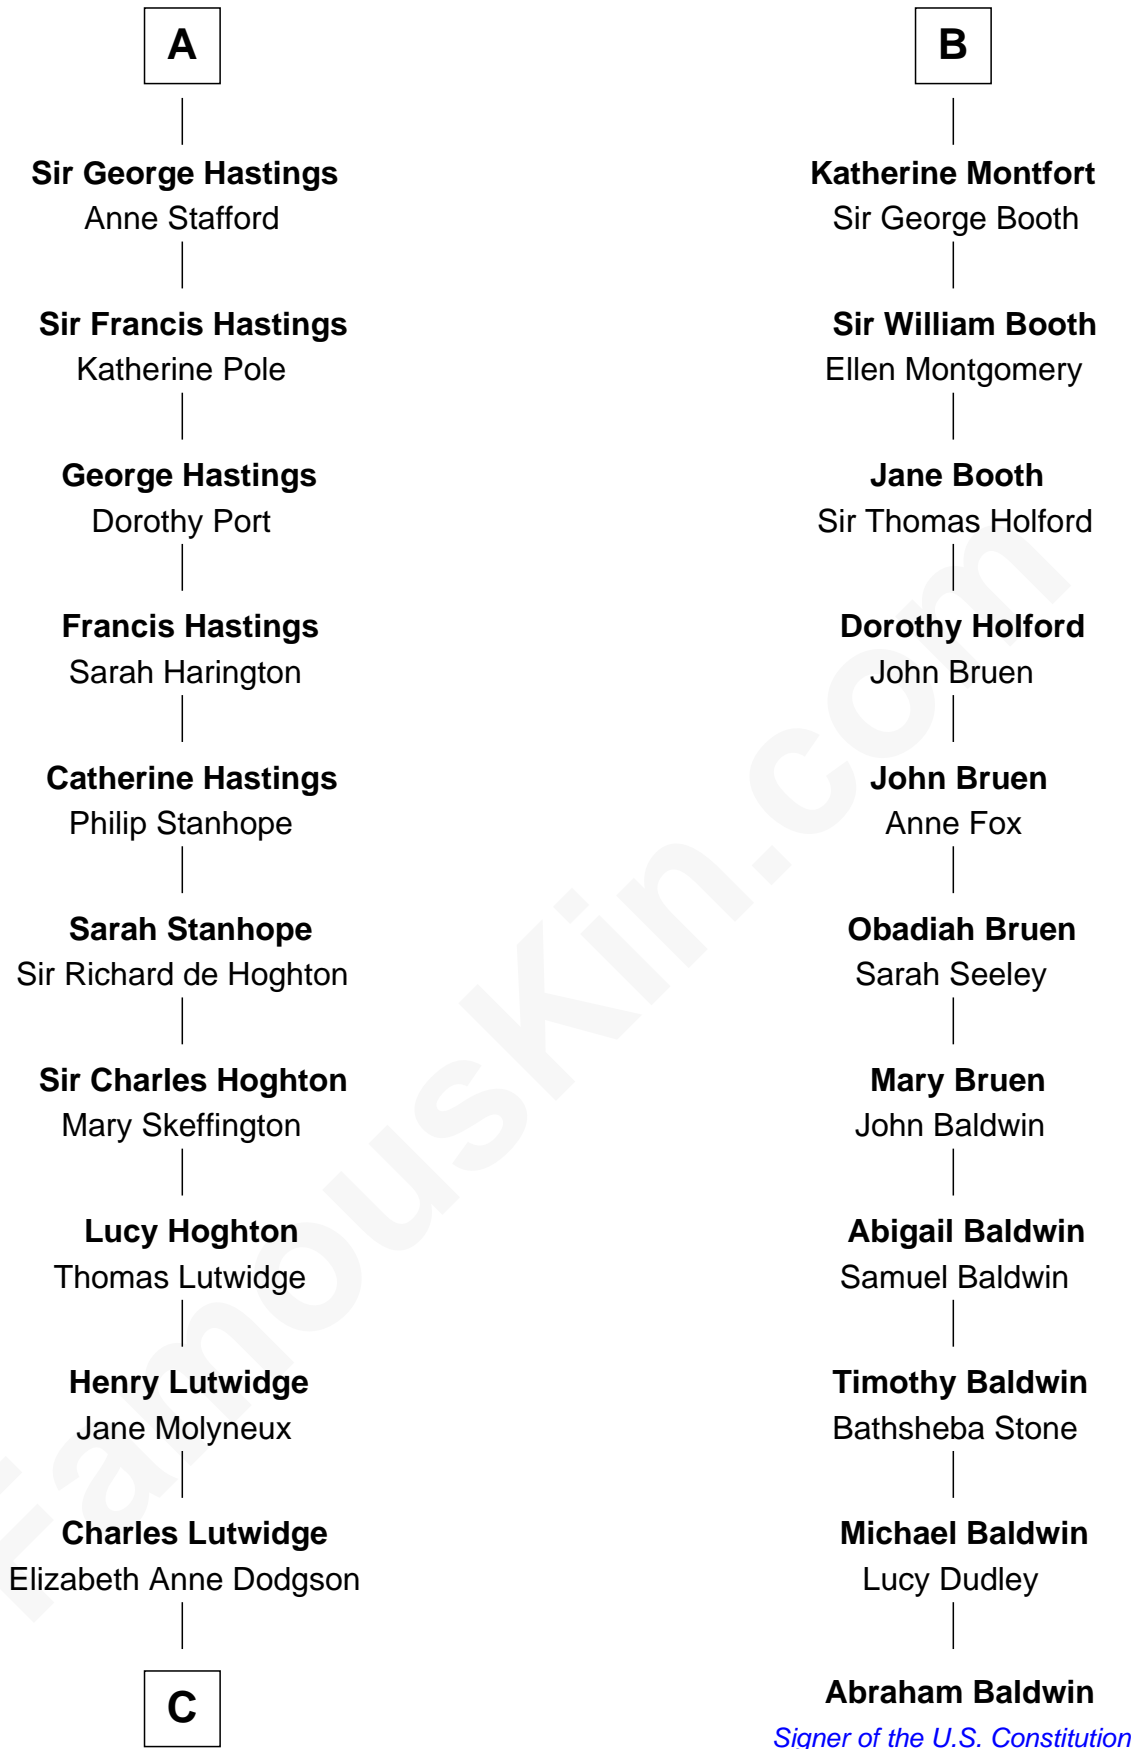 A
Sir George Hastings
Anne Stafford
Sir Francis Hastings
Katherine Pole
George Hastings
Dorothy Port
Francis Hastings
Sarah Harington
Catherine Hastings
Philip Stanhope
Sarah Stanhope
Sir Richard de Hoghton
Sir Charles Hoghton
Mary Skeffington
Lucy Hoghton
Thomas Lutwidge
Henry Lutwidge
Jane Molyneux
Charles Lutwidge
Elizabeth Anne Dodgson
C
B
Katherine Montfort
Sir George Booth
Sir William Booth
Ellen Montgomery
Jane Booth
Sir Thomas Holford
Dorothy Holford
John Bruen
John Bruen
Anne Fox
Obadiah Bruen
Sarah Seeley
Mary Bruen
John Baldwin
Abigail Baldwin
Samuel Baldwin
Timothy Baldwin
Bathsheba Stone
Michael Baldwin
Lucy Dudley
Abraham Baldwin
Signer of the U.S. Constitution
FamousKin.com